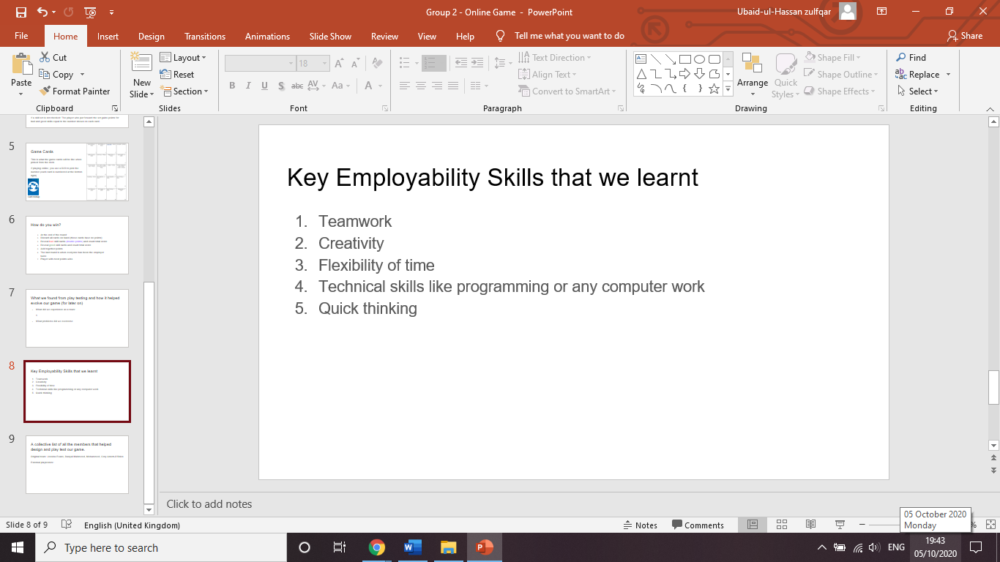 Group 2 - Online Game - PowerPoint
Ubaid-ul-Hassan zulfqar
File Home Insert Design Transitions Animations Slide Show Review View Help Tell me what you want to do Share
Cut Layout 18 Text Direction Shape Fill Find
Copy Reset Align Text Shape Outline Replace
Paste Format Painter New Slide Section B I U S abc AV Aa A Convert to SmartArt Arrange Quick Styles Shape Effects Select
Clipboard Slides Font Paragraph Drawing Editing
5
Game Cards
6
How do you win?
7
What we found from play testing and how it helped
evolve our game (for later on)
8
Key Employability Skills that we learnt
1. Teamwork
2. Creativity
3. Flexibility of time
4. Technical skills like programming or any computer work
5. Quick thinking
9
A collective list of all the members that helped
design and play test our game.
Key Employability Skills that we learnt
1. Teamwork
2. Creativity
3. Flexibility of time
4. Technical skills like programming or any computer work
5. Quick thinking
Click to add notes
05 October 2020
Monday
Slide 8 of 9 English (United Kingdom) Notes Comments %
Type here to search
ENG
19:43
05/10/2020